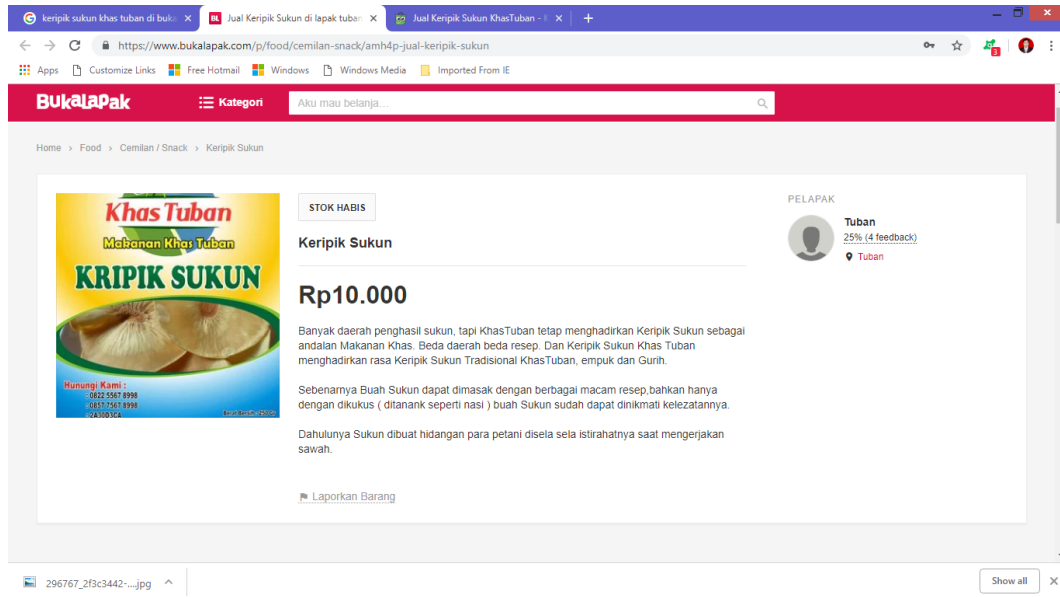 keripik sukun khas tuban di buka
Jual Keripik Sukun di lapak tuban
Jual Keripik Sukun KhasTuban -
https://www.bukalapak.com/p/food/cemilan-snack/amh4p-jual-keripik-sukun
3
Apps Customize Links Free Hotmail Windows Windows Media Imported From IE
BukaLapak
Kategori
Aku mau belanja...
Home > Food > Cemilan / Snack > Keripik Sukun
Khas Tuban
Makanan Khas Tuban
KRIPIK SUKUN
Hunungi Kami :
0822 5567 8998
0857 7567 8998
2A30D3CA
STOK HABIS
Keripik Sukun
Rp10.000
Banyak daerah penghasil sukun, tapi KhasTuban tetap menghadirkan Keripik Sukun sebagai
andalan Makanan Khas. Beda daerah beda resep. Dan Keripik Sukun Khas Tuban
menghadirkan rasa Keripik Sukun Tradisional KhasTuban, empuk dan Gurih.
Sebenarnya Buah Sukun dapat dimasak dengan berbagai macam resep,bahkan hanya
dengan dikukus ( ditanank seperti nasi ) buah Sukun sudah dapat dinikmati kelezatannya.
Dahulunya Sukun dibuat hidangan para petani disela sela istirahatnya saat mengerjakan
sawah.
Laporkan Barang
PELAPAK
Tuban
25% (4 feedback)
Tuban
296767_2f3c3442-....jpg
Show all